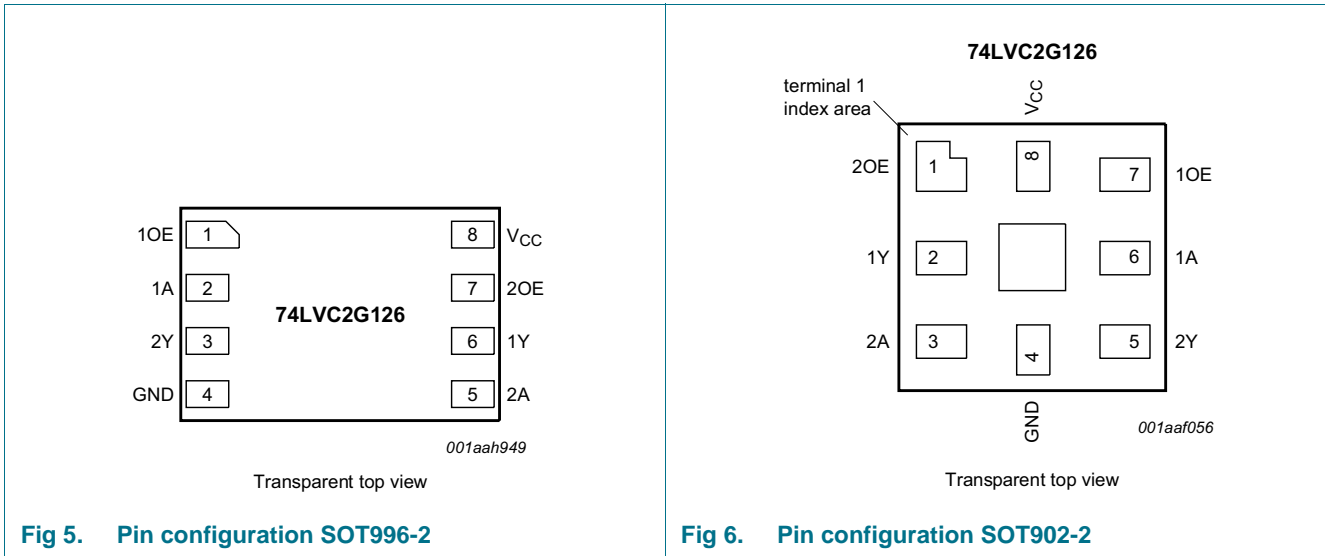 1OE 1 8 VCC
1A 2 7 2OE
74LVC2G126
2Y 3 6 1Y
GND 4 5 2A
001aah949
Transparent top view
Fig 5. Pin configuration SOT996-2
74LVC2G126
terminal 1
index area
VCC
2OE 1 8 7 1OE
1Y 2 6 1A
2A 3 4 5 2Y
GND
001aaf056
Transparent top view
Fig 6. Pin configuration SOT902-2